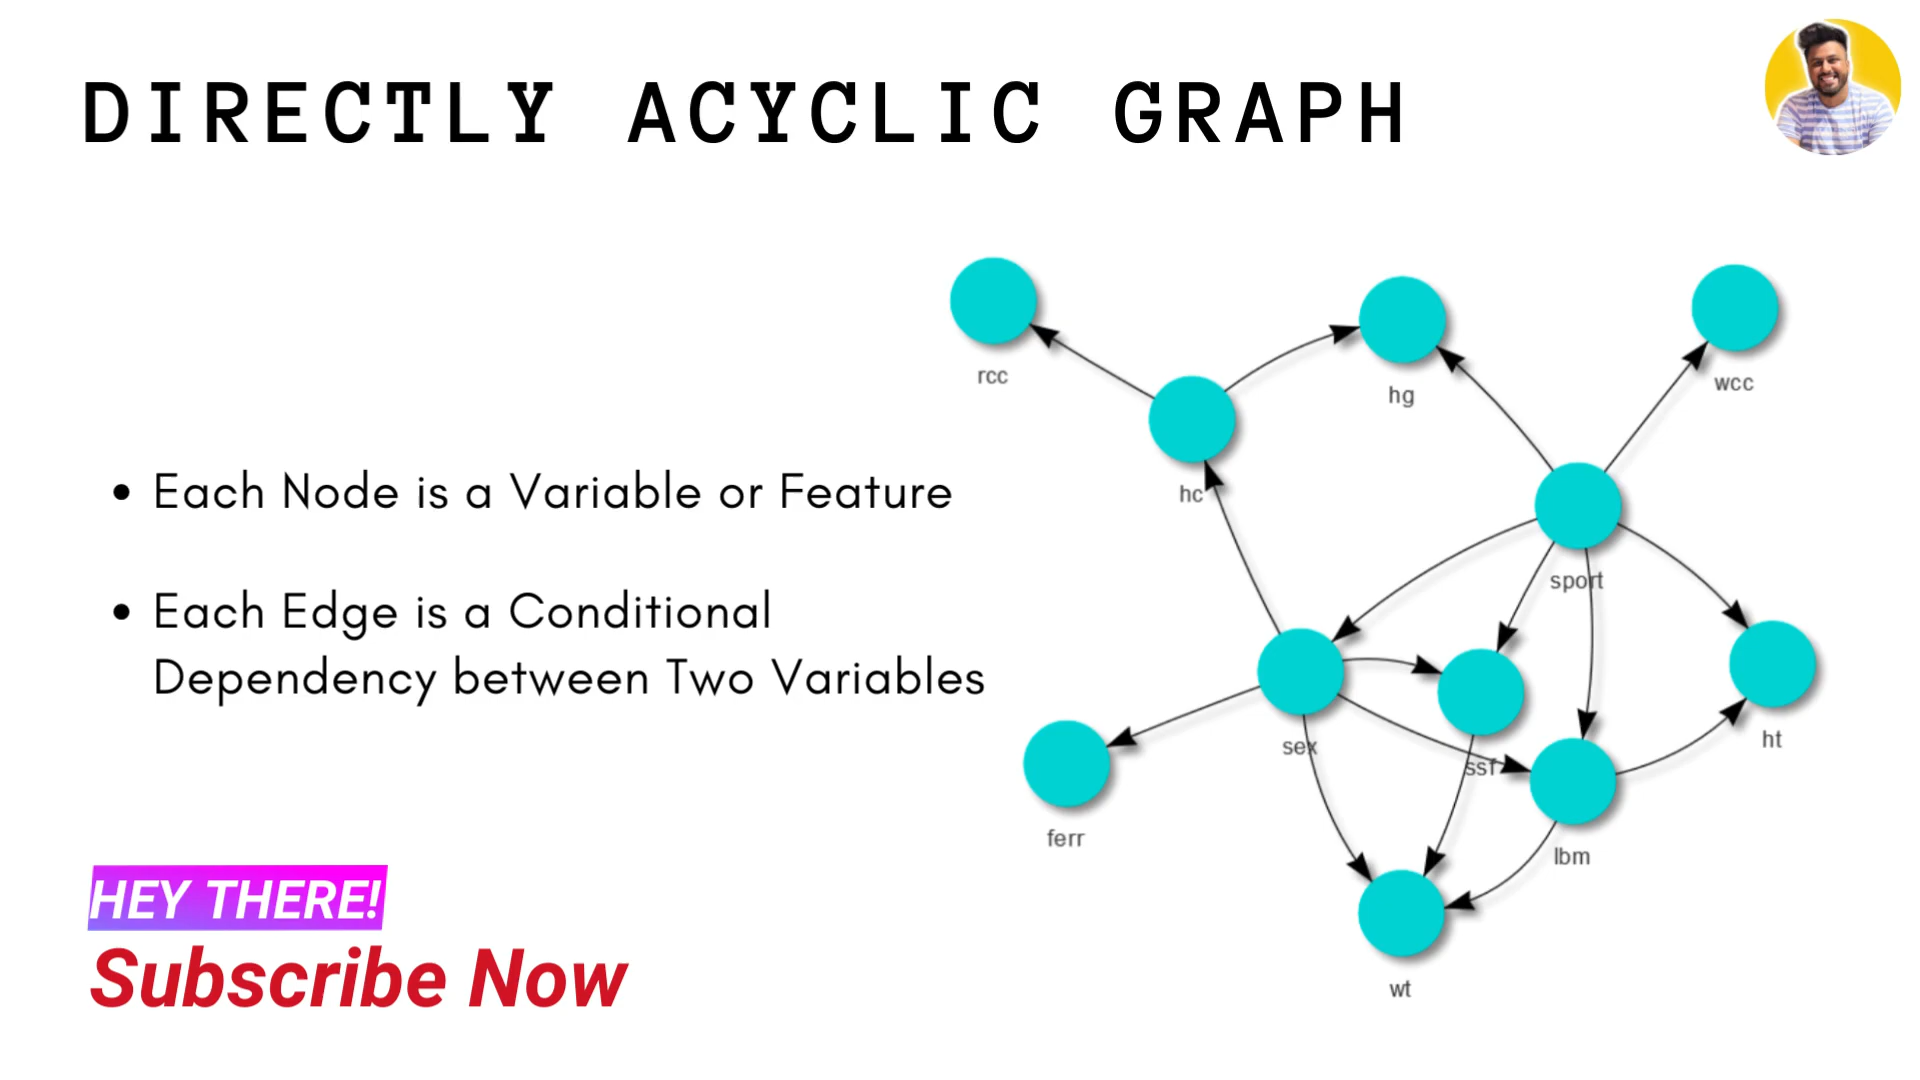 DIRECTLY ACYCLIC GRAPH
• Each Node is a Variable or Feature
• Each Edge is a Conditional
Dependency between Two Variables
rcc
hg
wcc
hc
sport
sex
ssf
ht
ferr
lbm
wt
HEY THERE!
Subscribe Now